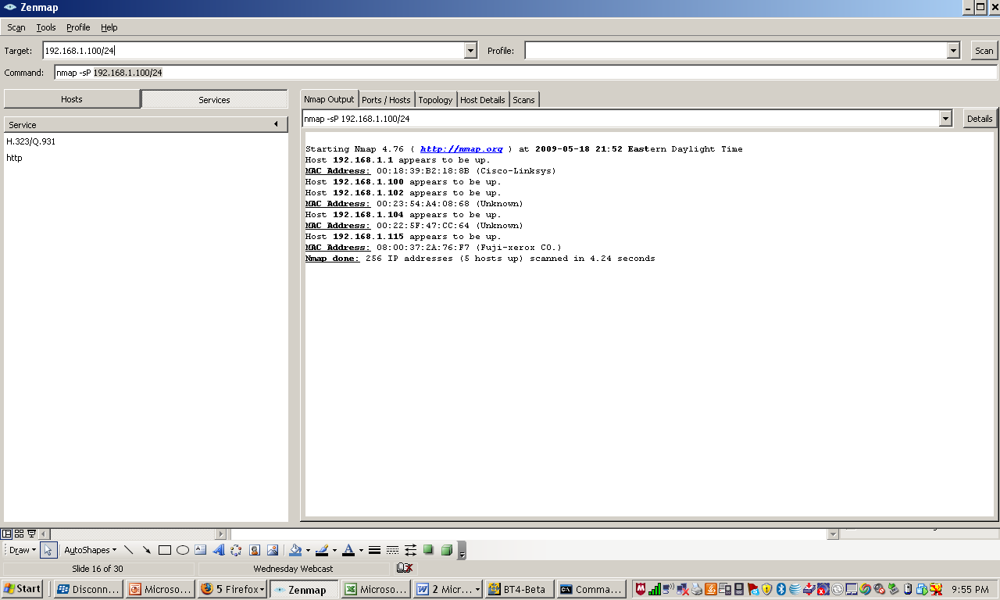 Zenmap
Scan Tools Profile Help
Target: 192.168.1.100/24 Profile: Scan
Command: nmap -sP 192.168.1.100/24
Hosts Services
Nmap Output Ports / Hosts Topology Host Details Scans
Service
H.323/Q.931
http
nmap -sP 192.168.1.100/24 Details
Starting Nmap 4.76 ( http://nmap.org ) at 2009-05-18 21:52 Eastern Daylight Time
Host 192.168.1.1 appears to be up.
MAC Address: 00:18:39:B2:18:8B (Cisco-Linksys)
Host 192.168.1.100 appears to be up.
Host 192.168.1.102 appears to be up.
MAC Address: 00:23:54:A4:08:68 (Unknown)
Host 192.168.1.104 appears to be up.
MAC Address: 00:22:5F:47:CC:64 (Unknown)
Host 192.168.1.115 appears to be up.
MAC Address: 08:00:37:2A:76:F7 (Fuji-xerox CO.)
Nmap done: 256 IP addresses (5 hosts up) scanned in 4.24 seconds
Draw AutoShapes
Slide 16 of 30 Wednesday Webcast
Start Disconn... Microso... 5 Firefox Zenmap Microso... 2 Micr... BT4-Beta Comma... 9:55 PM